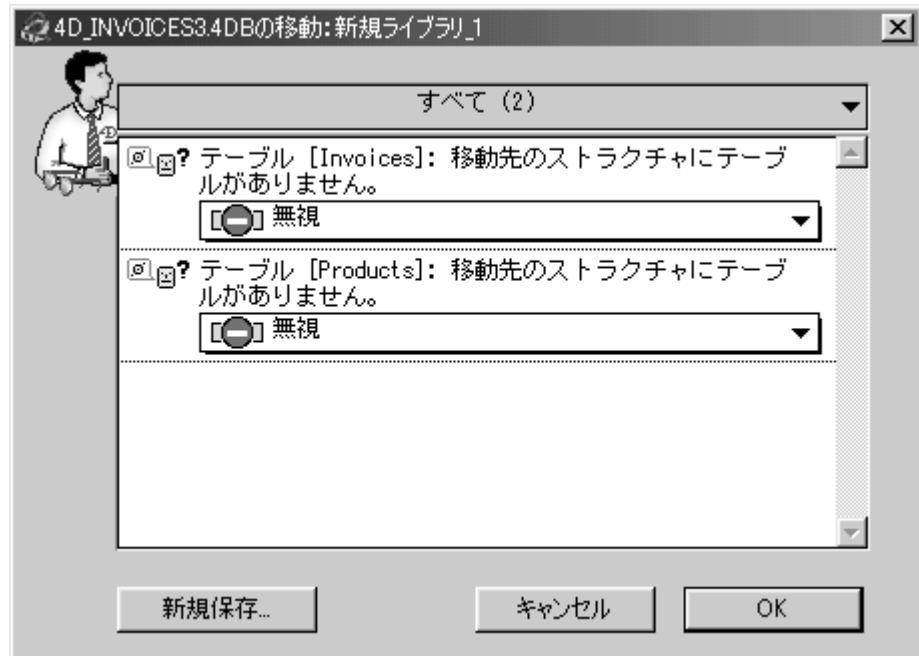 4D_INVOICES3.4DBの移動：新規ライブラリ_1
すべて (2)
テーブル [Invoices]: 移動先のストラクチャにテーブ
ルがありません。
無視
テーブル [Products]: 移動先のストラクチャにテーブ
ルがありません。
無視
新規保存... キャンセル OK